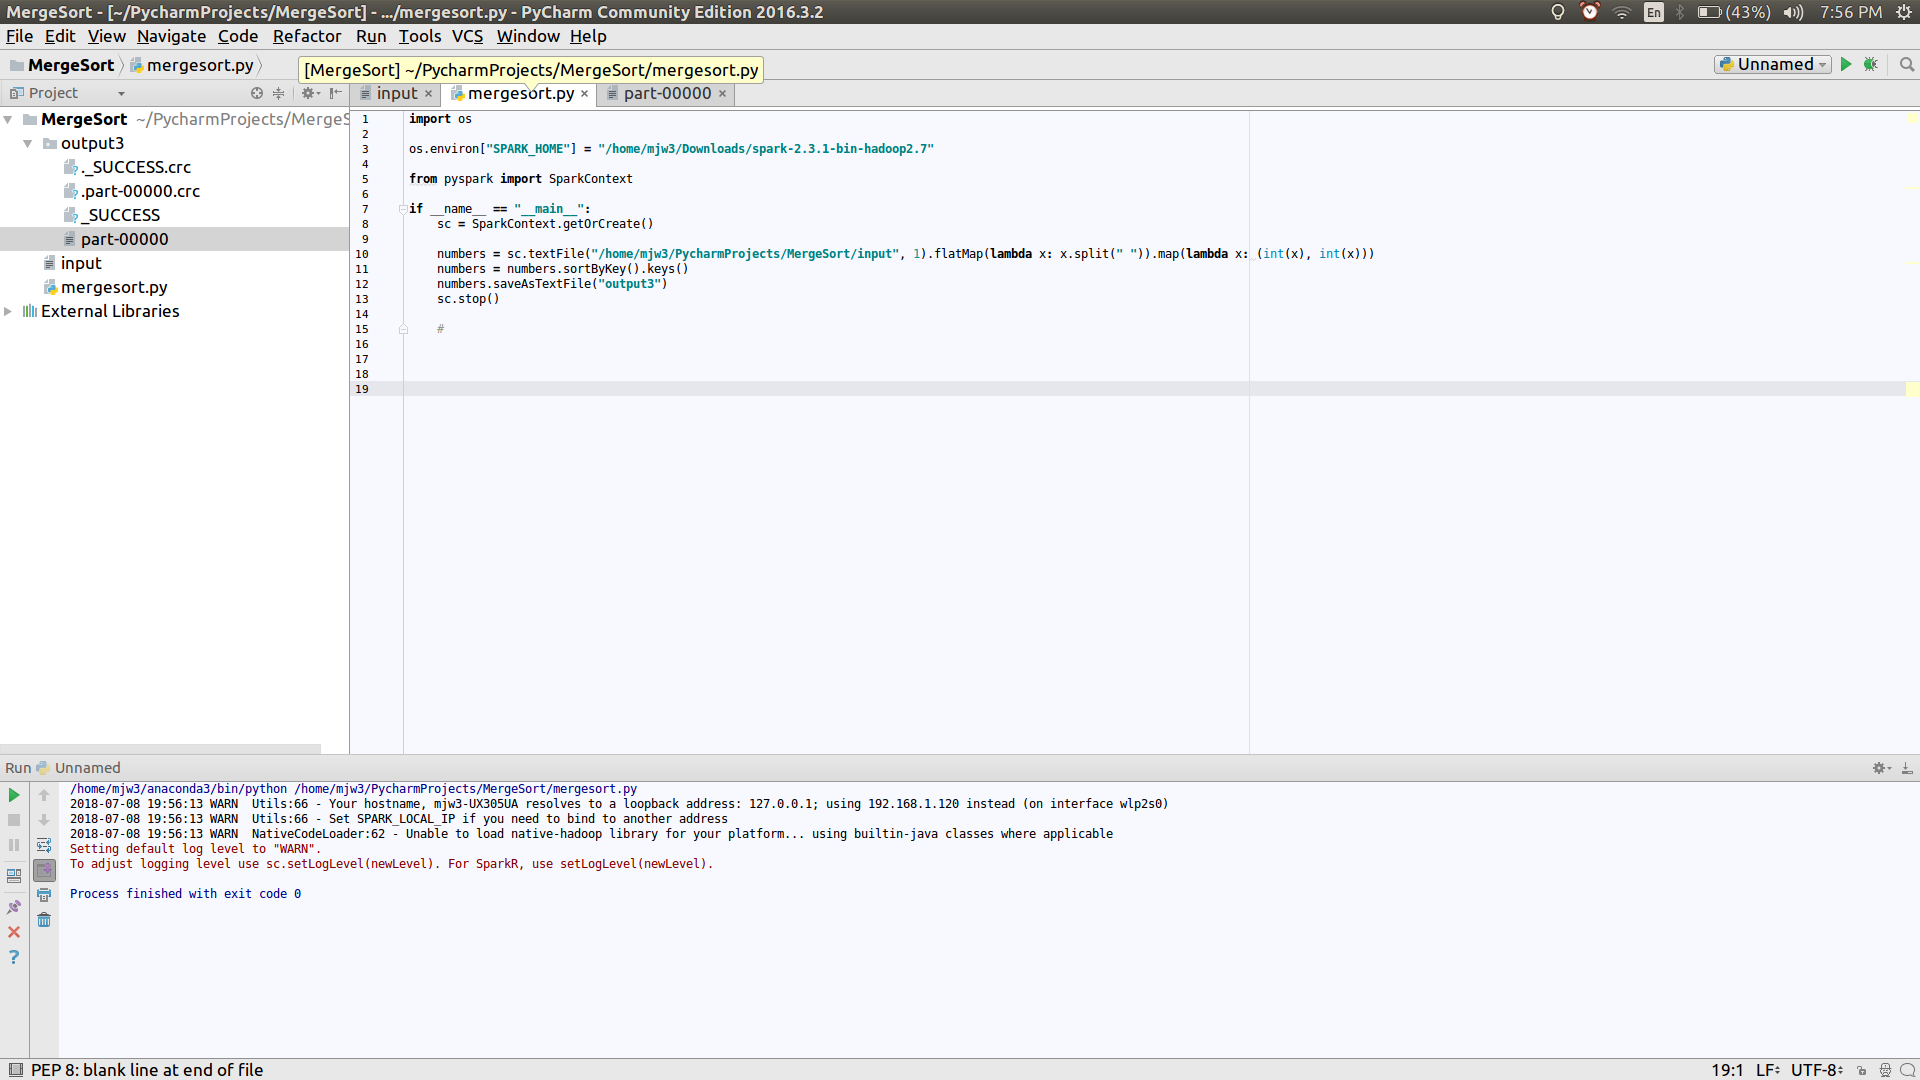 MergeSort - [~/PycharmProjects/MergeSort] - .../mergesort.py - PyCharm Community Edition 2016.3.2
En (43%) 7:56 PM
File Edit View Navigate Code Refactor Run Tools VCS Window Help
MergeSort mergesort.py
[MergeSort] ~/PycharmProjects/MergeSort/mergesort.py
Unnamed
Project
input mergesort.py part-00000
MergeSort ~/PycharmProjects/MergeS
output3
._SUCCESS.crc
.part-00000.crc
_SUCCESS
part-00000
input
mergesort.py
External Libraries
1 import os
2
3 os.environ["SPARK_HOME"] = "/home/mjw3/Downloads/spark-2.3.1-bin-hadoop2.7"
4
5 from pyspark import SparkContext
6
7 if __name__ == "__main__":
8 sc = SparkContext.getOrCreate()
9
10 numbers = sc.textFile("/home/mjw3/PycharmProjects/MergeSort/input", 1).flatMap(lambda x: x.split(" ")).map(lambda x: (int(x), int(x)))
11 numbers = numbers.sortByKey().keys()
12 numbers.saveAsTextFile("output3")
13 sc.stop()
14
15 #
16
17
18
19
Run Unnamed
/home/mjw3/anaconda3/bin/python /home/mjw3/PycharmProjects/MergeSort/mergesort.py
2018-07-08 19:56:13 WARN  Utils:66 - Your hostname, mjw3-UX305UA resolves to a loopback address: 127.0.0.1; using 192.168.1.120 instead (on interface wlp2s0)
2018-07-08 19:56:13 WARN  Utils:66 - Set SPARK_LOCAL_IP if you need to bind to another address
2018-07-08 19:56:13 WARN  NativeCodeLoader:62 - Unable to load native-hadoop library for your platform... using builtin-java classes where applicable
Setting default log level to "WARN".
To adjust logging level use sc.setLogLevel(newLevel). For SparkR, use setLogLevel(newLevel).
Process finished with exit code 0
PEP 8: blank line at end of file
19:1 LF UTF-8